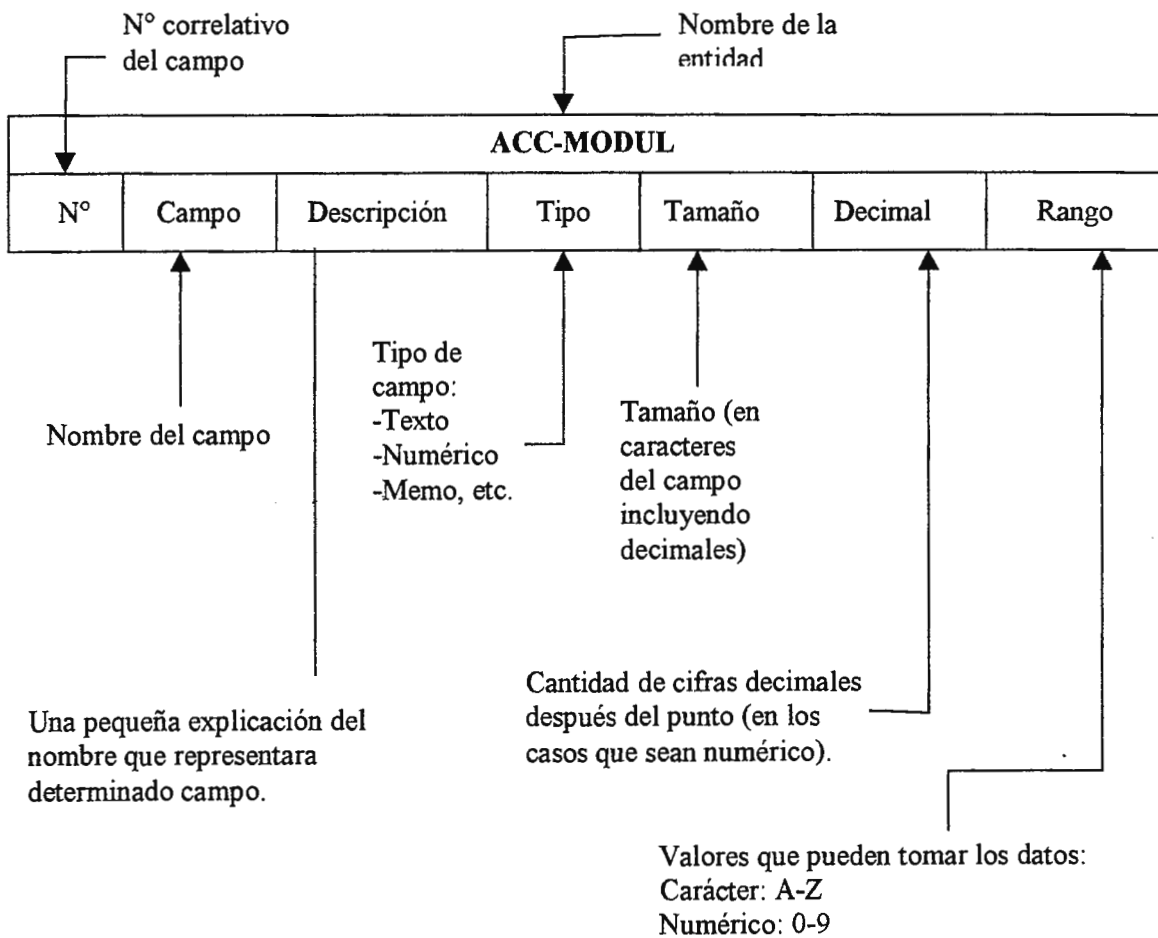 N° correlativo
del campo
Nombre de la
entidad
ACC-MODUL
N° Campo Descripción Tipo Tamaño Decimal Rango
Nombre del campo
Tipo de
campo:
-Texto
-Numérico
-Memo, etc.
Tamaño (en
caracteres
del campo
incluyendo
decimales)
Una pequeña explicación del
nombre que representara
determinado campo.
Cantidad de cifras decimales
después del punto (en los
casos que sean numérico).
Valores que pueden tomar los datos:
Carácter: A-Z
Numérico: 0-9